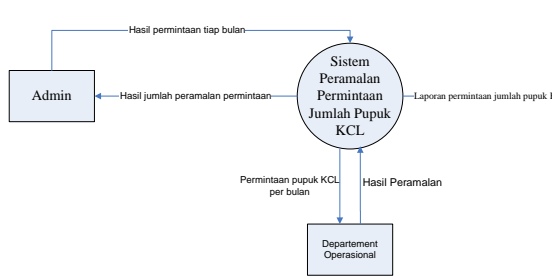 Hasil permintaan tiap bulan
Admin
Hasil jumlah peramalan permintaan
Sistem
Peramalan
Permintaan
Jumlah Pupuk
KCL
Laporan permintaan jumlah pupuk
Permintaan pupuk KCL
per bulan
Hasil Peramalan
Departement
Operasional